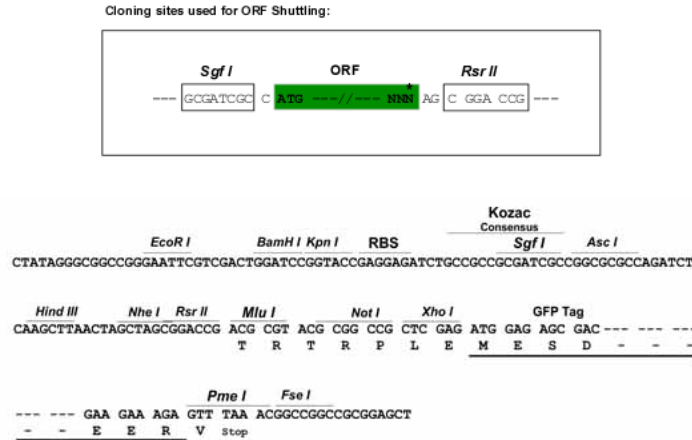 Cloning sites used for ORF Shuttling:
Sgf I ORF Rsr II
*
--- GCGATCGC C ATG ---//--- NNN AG C GGA CCG ---
Kozac
Consensus
EcoR I BamH I Kpn I RBS Sgf I Asc I
CTATAGGGCGGCCGGGAATTCGTCGACTGGATCCGGTACCGAGGAGATCTGCCGCCGCGATCGCCGGCGCGCCAGATCT
Hind III Nhe I Rsr II Mlu I Not I Xho I GFP Tag
CAAGCTTAACTAGCTAGCGGACCG ACG CGT ACG CGG CCG CTC GAG ATG GAG AGC GAC --- --- ---
T R T R P L E M E S D - - -
Pme I Fse I
--- --- GAA GAA AGA GTT TAA ACGGCCGGCCGCGGAGCT
- - E E R V Stop